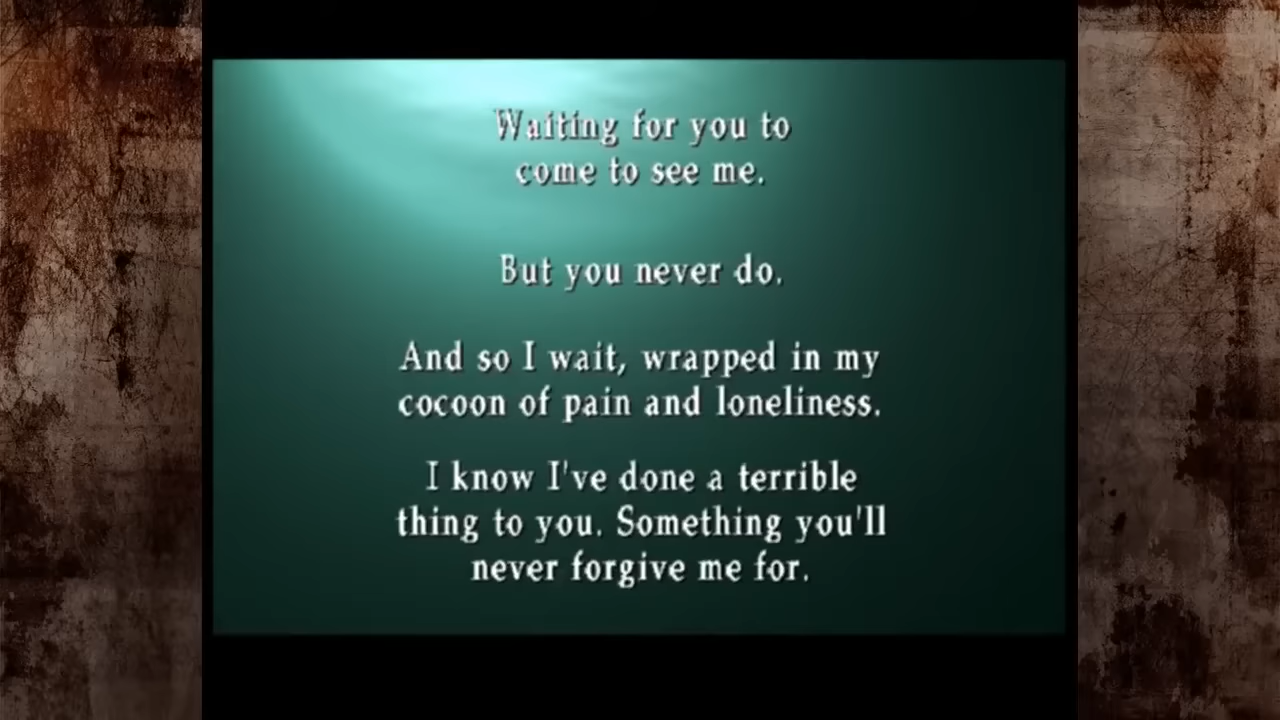 Waiting for you to
come to see me.
But you never do.
And so I wait, wrapped in my
cocoon of pain and loneliness.
I know I've done a terrible
thing to you. Something you'll
never forgive me for.